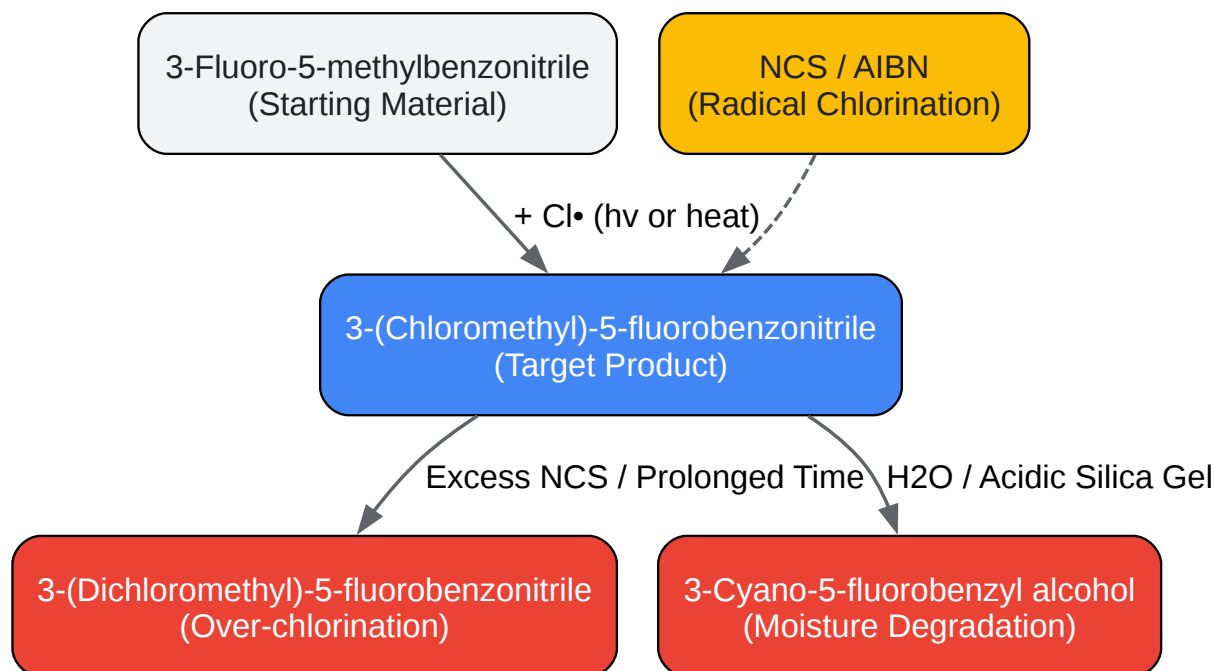 3-Fluoro-5-methylbenzonitrile
(Starting Material)
NCS / AIBN
(Radical Chlorination)
+ Cl• (hv or heat)
3-(Chloromethyl)-5-fluorobenzonitrile
(Target Product)
Excess NCS / Prolonged Time
H2O / Acidic Silica Gel
3-(Dichloromethyl)-5-fluorobenzonitrile
(Over-chlorination)
3-Cyano-5-fluorobenzyl alcohol
(Moisture Degradation)